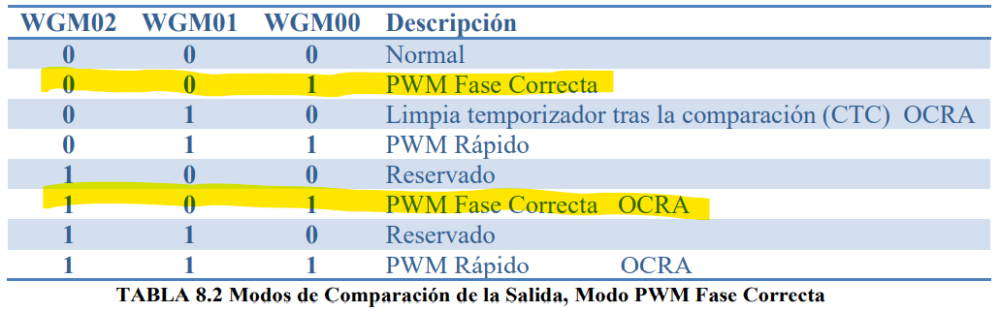 WGM02 WGM01 WGM00 Descripción
0 0 0 Normal
0 0 1 PWM Fase Correcta
0 1 0 Limpia temporizador tras la comparación (CTC) OCRA
0 1 1 PWM Rápido
1 0 0 Reservado
1 0 1 PWM Fase Correcta OCRA
1 1 0 Reservado
1 1 1 PWM Rápido OCRA
TABLA 8.2 Modos de Comparación de la Salida, Modo PWM Fase Correcta